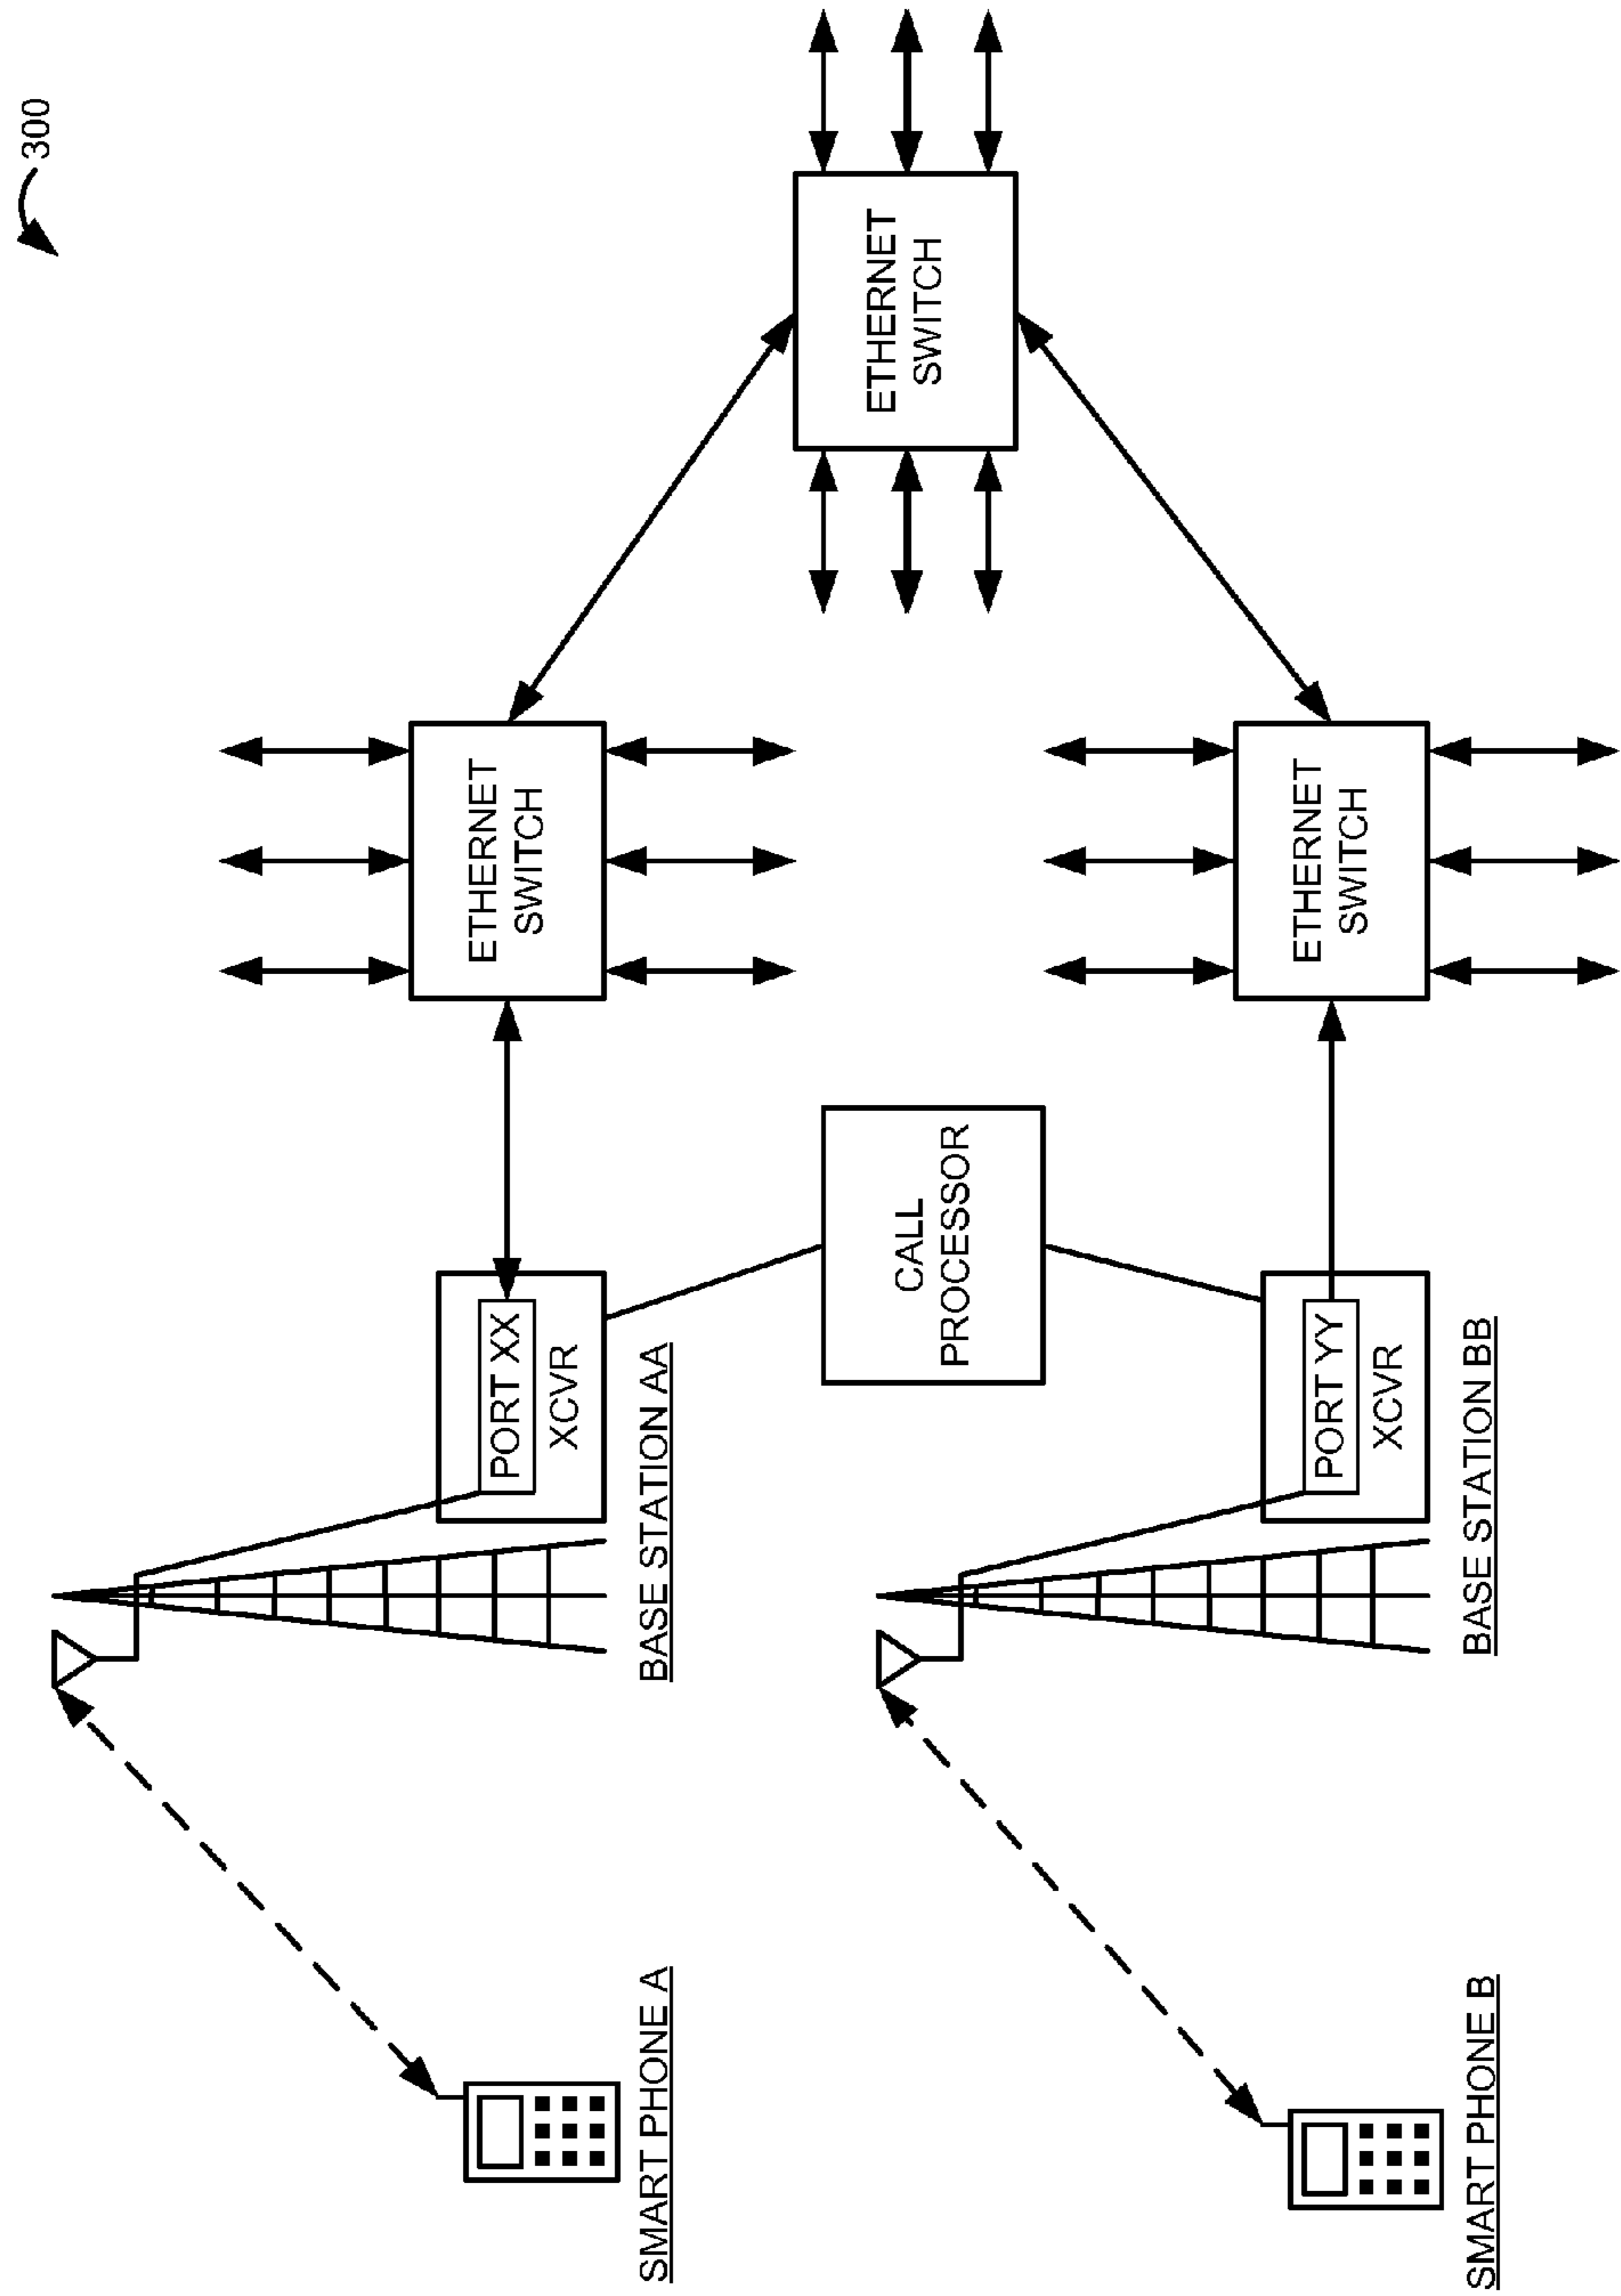 300
ETHERNET
SWITCH
ETHERNET
SWITCH
ETHERNET
SWITCH
CALL
PROCESSOR
PORT XX
XCVR
BASE STATION AA
PORT YY
XCVR
BASE STATION BB
SMART PHONE A
SMART PHONE B